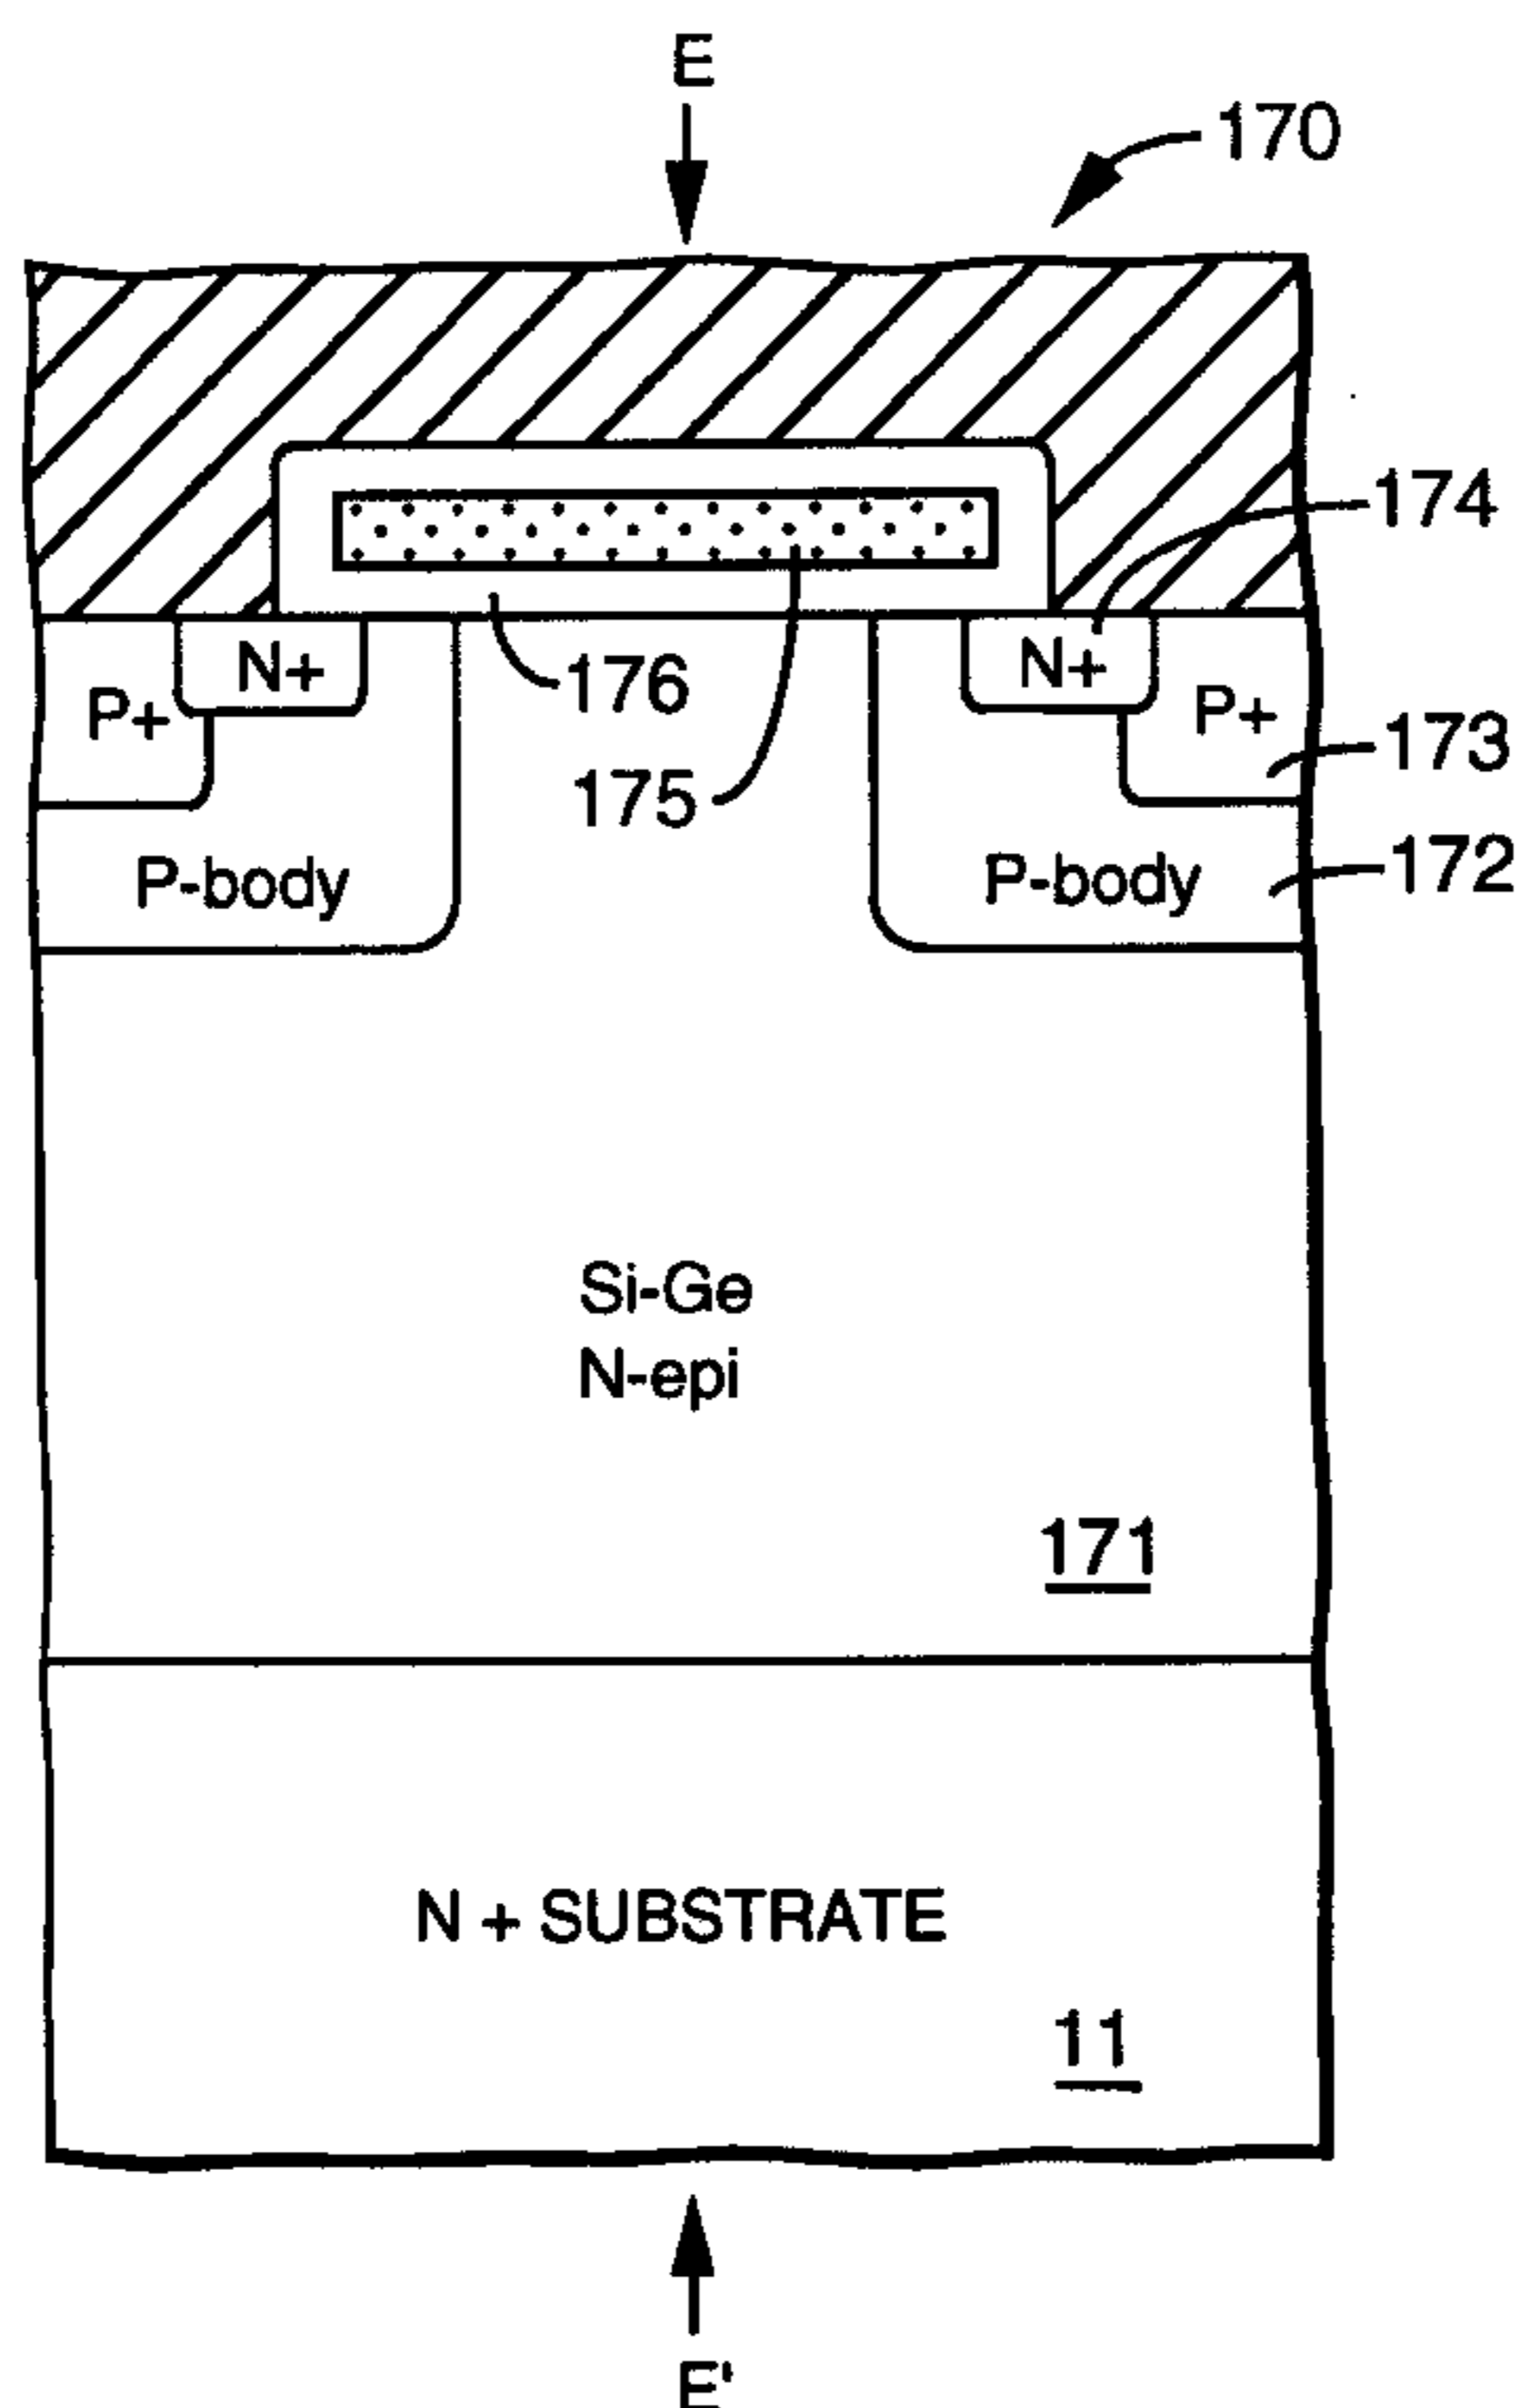 E
170
174
N+
N+
176
P+
P+
173
175
P-body
P-body
172
Si-Ge
N-epi
171
N + SUBSTRATE
11
E'